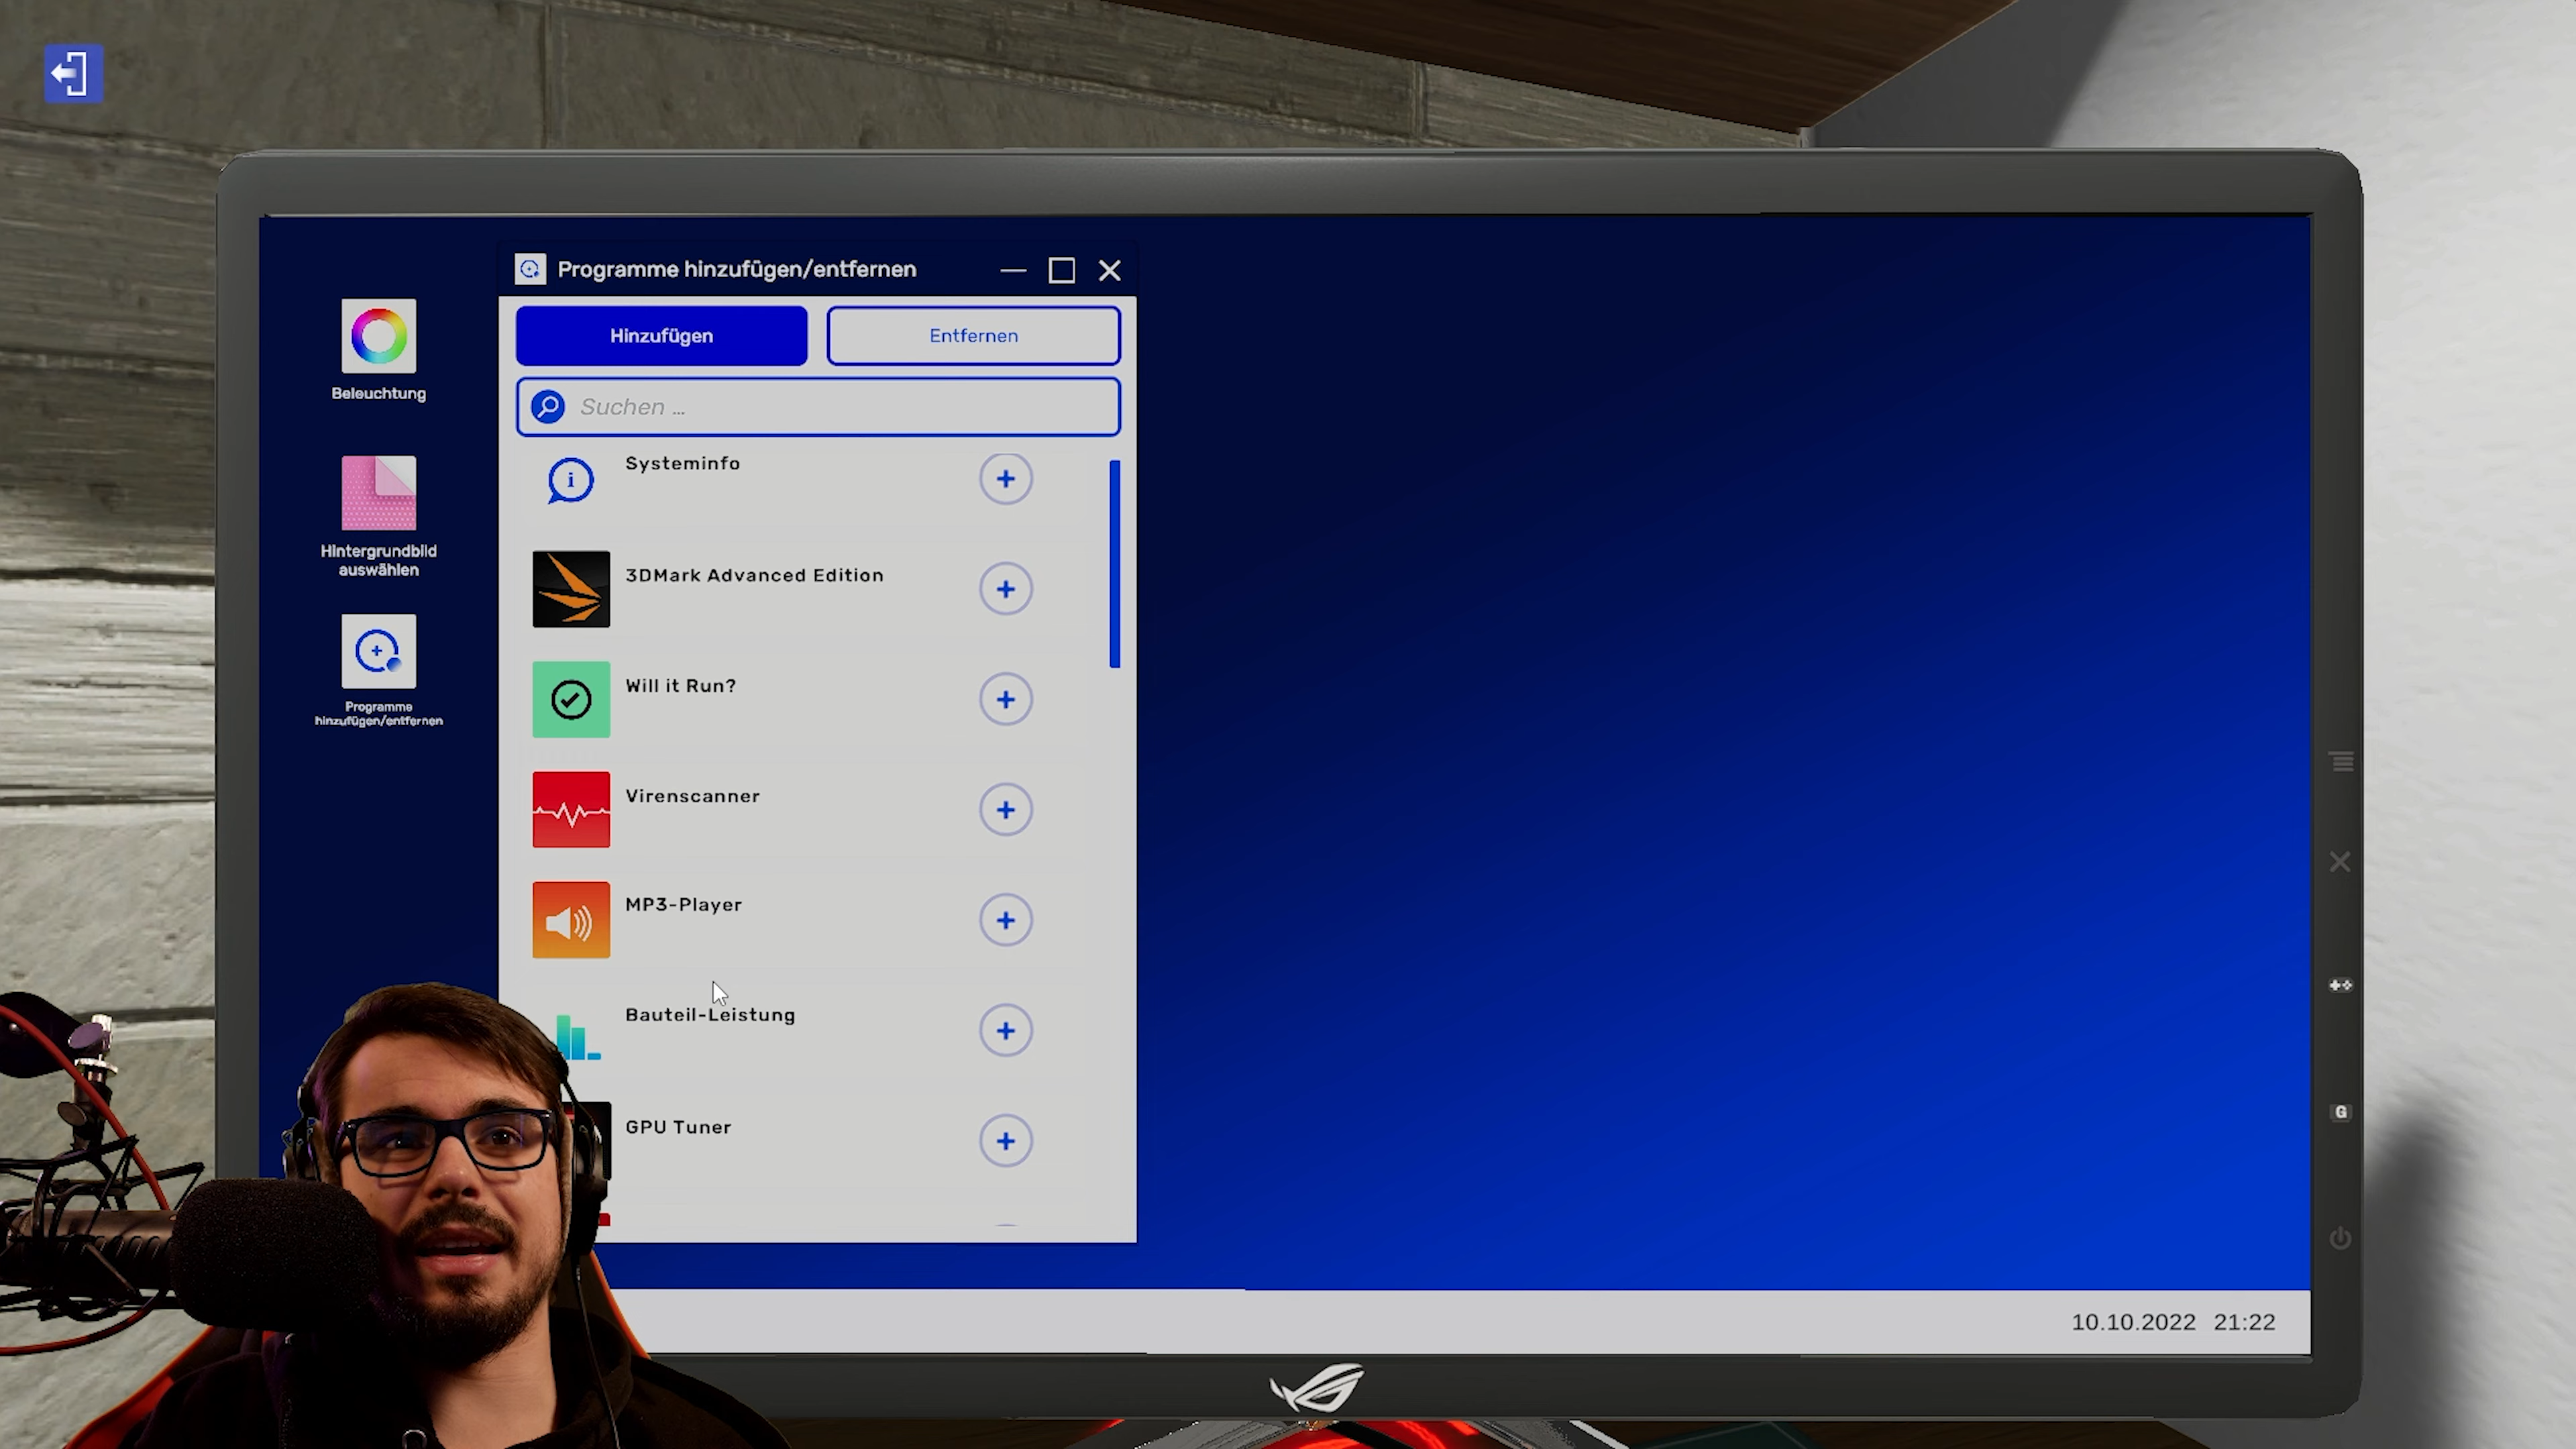 Programme hinzufügen/entfernen
Hinzufügen
Entfernen
Suchen ...
Beleuchtung
Hintergrundbild
auswählen
Programme
hinzufügen/entfernen
Systeminfo
3DMark Advanced Edition
Will it Run?
Virenscanner
MP3-Player
Bauteil-Leistung
GPU Tuner
G
10.10.2022 21:22